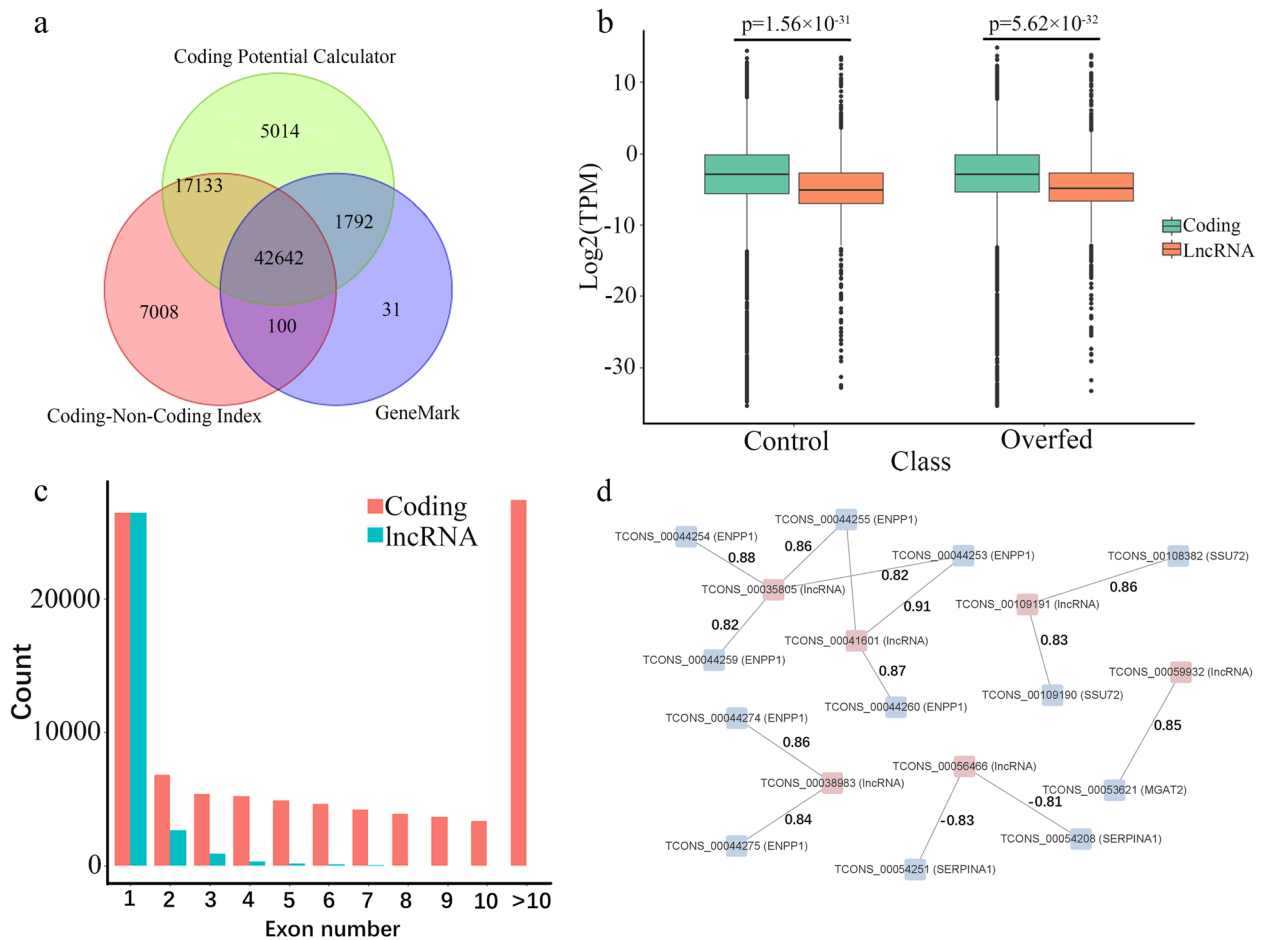 a
Coding Potential Calculator
5014
17133
1792
42642
7008
100
31
Coding-Non-Coding Index
GeneMark
b
p=1.56×10-31
p=5.62×10-32
10
0
-10
-20
-30
Log2(TPM)
Control
Overfed
Class
Coding
LncRNA
c
Coding
lncRNA
20000
10000
0
Count
1 2 3 4 5 6 7 8 9 10 >10
Exon number
d
TCONS_00044255 (ENPP1)
TCONS_00044254 (ENPP1)
0.88
0.86
TCONS_00044253 (ENPP1)
TCONS_00108382 (SSU72)
0.82
TCONS_00035805 (lncRNA)
0.86
0.91
TCONS_00109191 (lncRNA)
0.82
TCONS_00041601 (lncRNA)
0.83
TCONS_00044259 (ENPP1)
0.87
TCONS_00059932 (lncRNA)
TCONS_00109190 (SSU72)
TCONS_00044260 (ENPP1)
TCONS_00044274 (ENPP1)
0.85
0.86
TCONS_00056466 (lncRNA)
TCONS_00038983 (lncRNA)
TCONS_00053621 (MGAT2)
-0.81
0.84
-0.83
TCONS_00054208 (SERPINA1)
TCONS_00044275 (ENPP1)
TCONS_00054251 (SERPINA1)